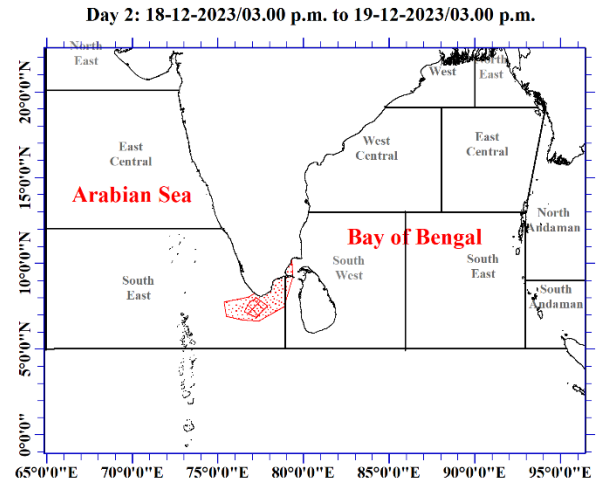 Day 2: 18-12-2023/03.00 p.m. to 19-12-2023/03.00 p.m.
North
East
West
North
East
20°0'0"N
East
Central
West
Central
East
Central
15°0'0"N
Arabian Sea
Bay of Bengal
North
Andaman
10°0'0"N
South
East
South
West
South
East
South
Andaman
5°0'0"N
0°0'0"
65°0'0"E
70°0'0"E
75°0'0"E
80°0'0"E
85°0'0"E
90°0'0"E
95°0'0"E